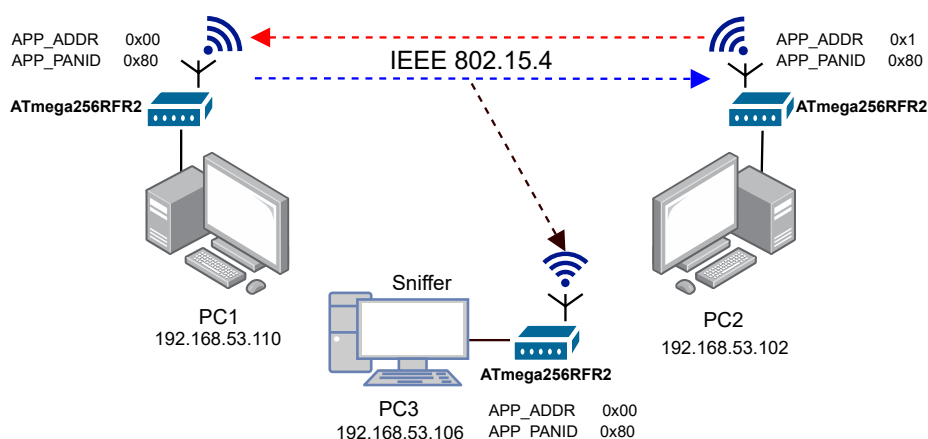 APP_ADDR 0x00
APP_PANID 0x80
ATmega256RFR2
IEEE 802.15.4
APP_ADDR 0x1
APP_PANID 0x80
ATmega256RFR2
PC1
192.168.53.110
Sniffer
PC2
192.168.53.102
ATmega256RFR2
PC3
192.168.53.106
APP_ADDR 0x00
APP_PANID 0x80